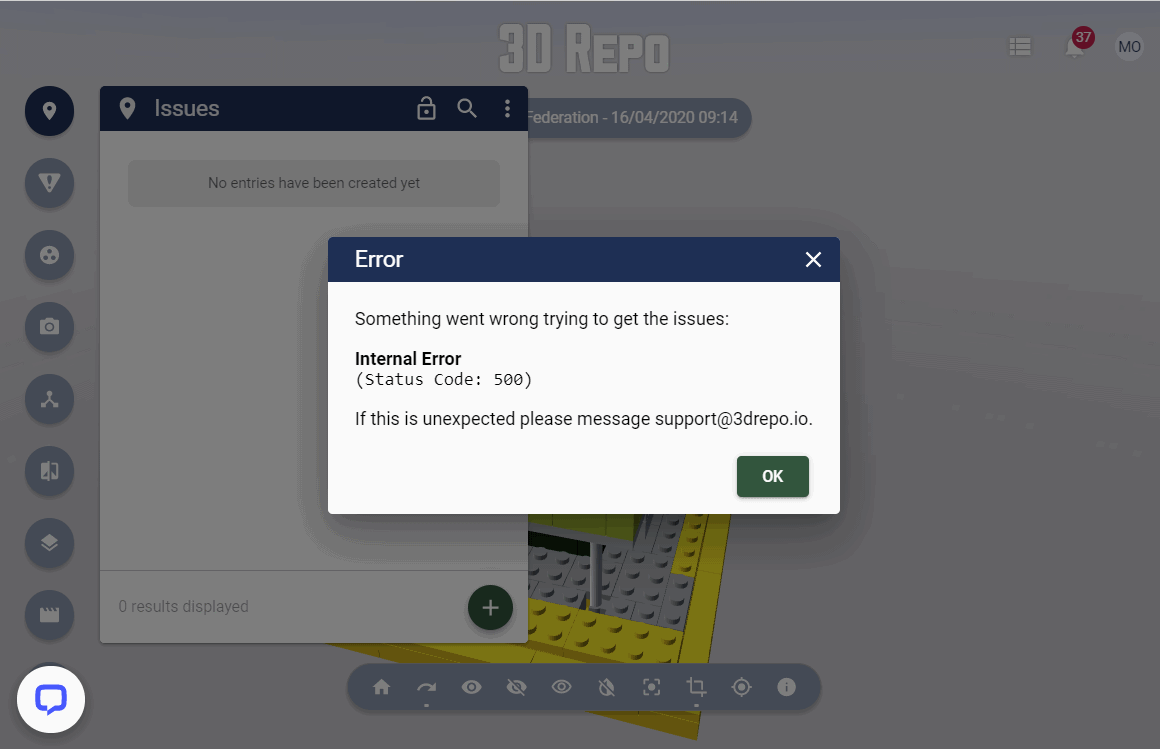 3D REPO
37
MO
Issues
Federation - 16/04/2020 09:14
No entries have been created yet
Error
Something went wrong trying to get the issues:
Internal Error
(Status Code: 500)
If this is unexpected please message support@3drepo.io.
OK
0 results displayed